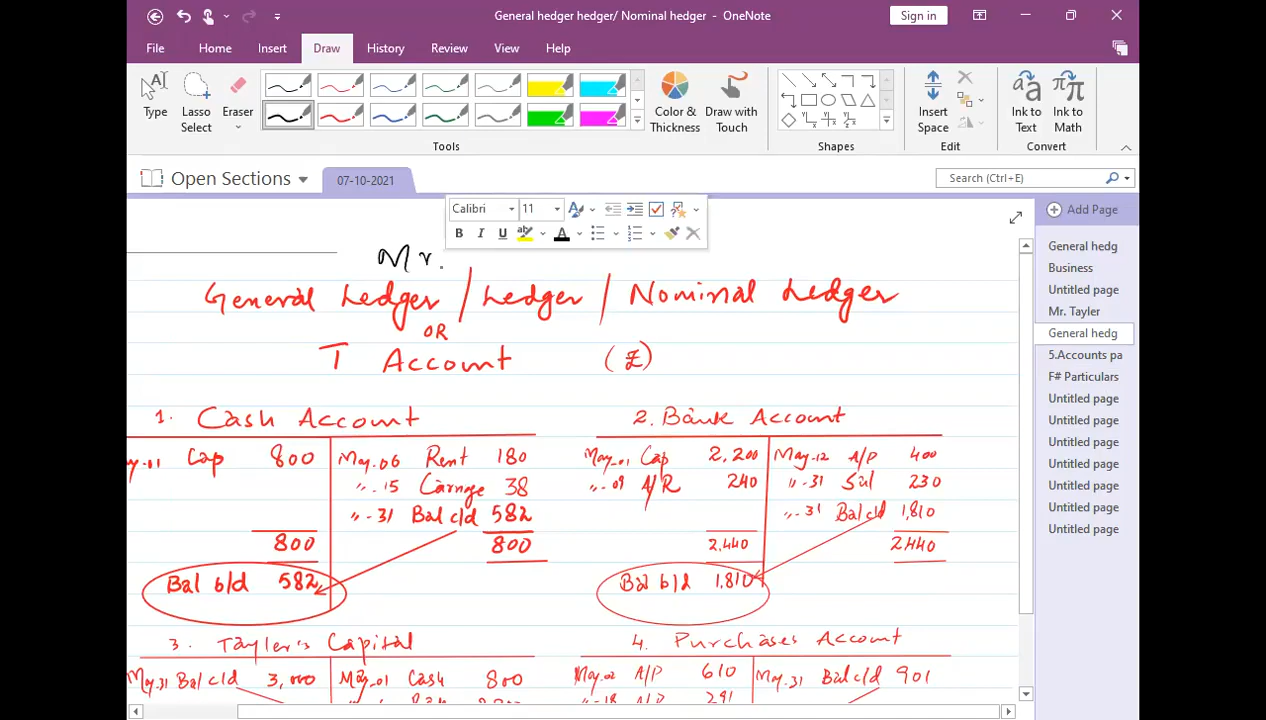 General hedger hedger/ Nominal hedger - OneNote
Sign in
File Home Insert Draw History Review View Help
Type
Lasso Select
Eraser
Color & Thickness
Draw with Touch
Insert Space
Ink to Text
Ink to Math
Tools Shapes Edit Convert
Open Sections 07-10-2021 Search (Ctrl+E)
Calibri 11
B I U A
Add Page
General hedg
Business
Untitled page
Mr. Tayler
General hedg
5.Accounts pa
F# Particulars
Untitled page
Untitled page
Untitled page
Untitled page
Untitled page
Untitled page
Untitled page
Mr.
General Ledger / Ledger / Nominal Ledger
OR
T Account (£)
1. Cash Account
y.01 Cap 800 May.06 Rent 180
"-.15 Carriage 38
"-31 Bal c/d 582
800 800
Bal b/d 582
2. Bank Account
May.01 Cap 2,200 May.12 A/P 400
"-.09 A/R 240 "-31 Sal 230
"-31 Bal c/d 1,810
2,440 2,440
Bal b/d 1,810
3. Tayler's Capital
May.31 Bal c/d 3,000 May.01 Cash 800
4. Purchases Account
May.02 A/P 610 May.31 Bal c/d 901
"-18 A/P 291